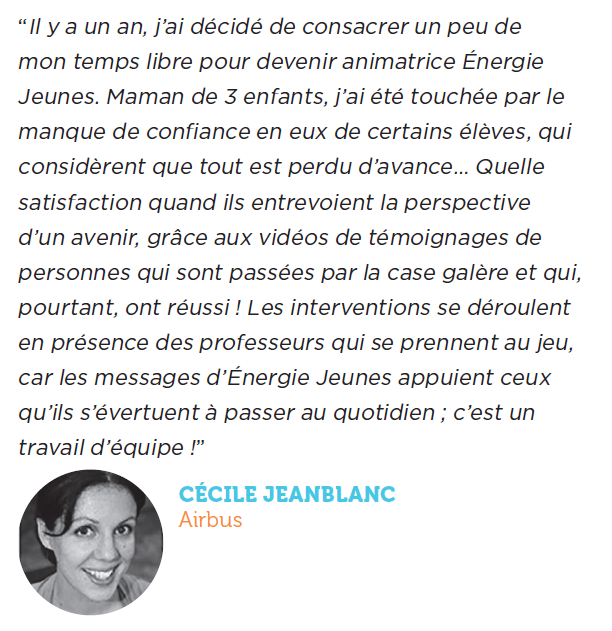 “Il y a un an, j’ai décidé de consacrer un peu de
mon temps libre pour devenir animatrice Énergie
Jeunes. Maman de 3 enfants, j’ai été touchée par le
manque de confiance en eux de certains élèves, qui
considèrent que tout est perdu d’avance... Quelle
satisfaction quand ils entrevoient la perspective
d’un avenir, grâce aux vidéos de témoignages de
personnes qui sont passées par la case galère et qui,
pourtant, ont réussi ! Les interventions se déroulent
en présence des professeurs qui se prennent au jeu,
car les messages d’Énergie Jeunes appuient ceux
qu’ils s’évertuent à passer au quotidien ; c’est un
travail d’équipe !”
CÉCILE JEANBLANC
Airbus